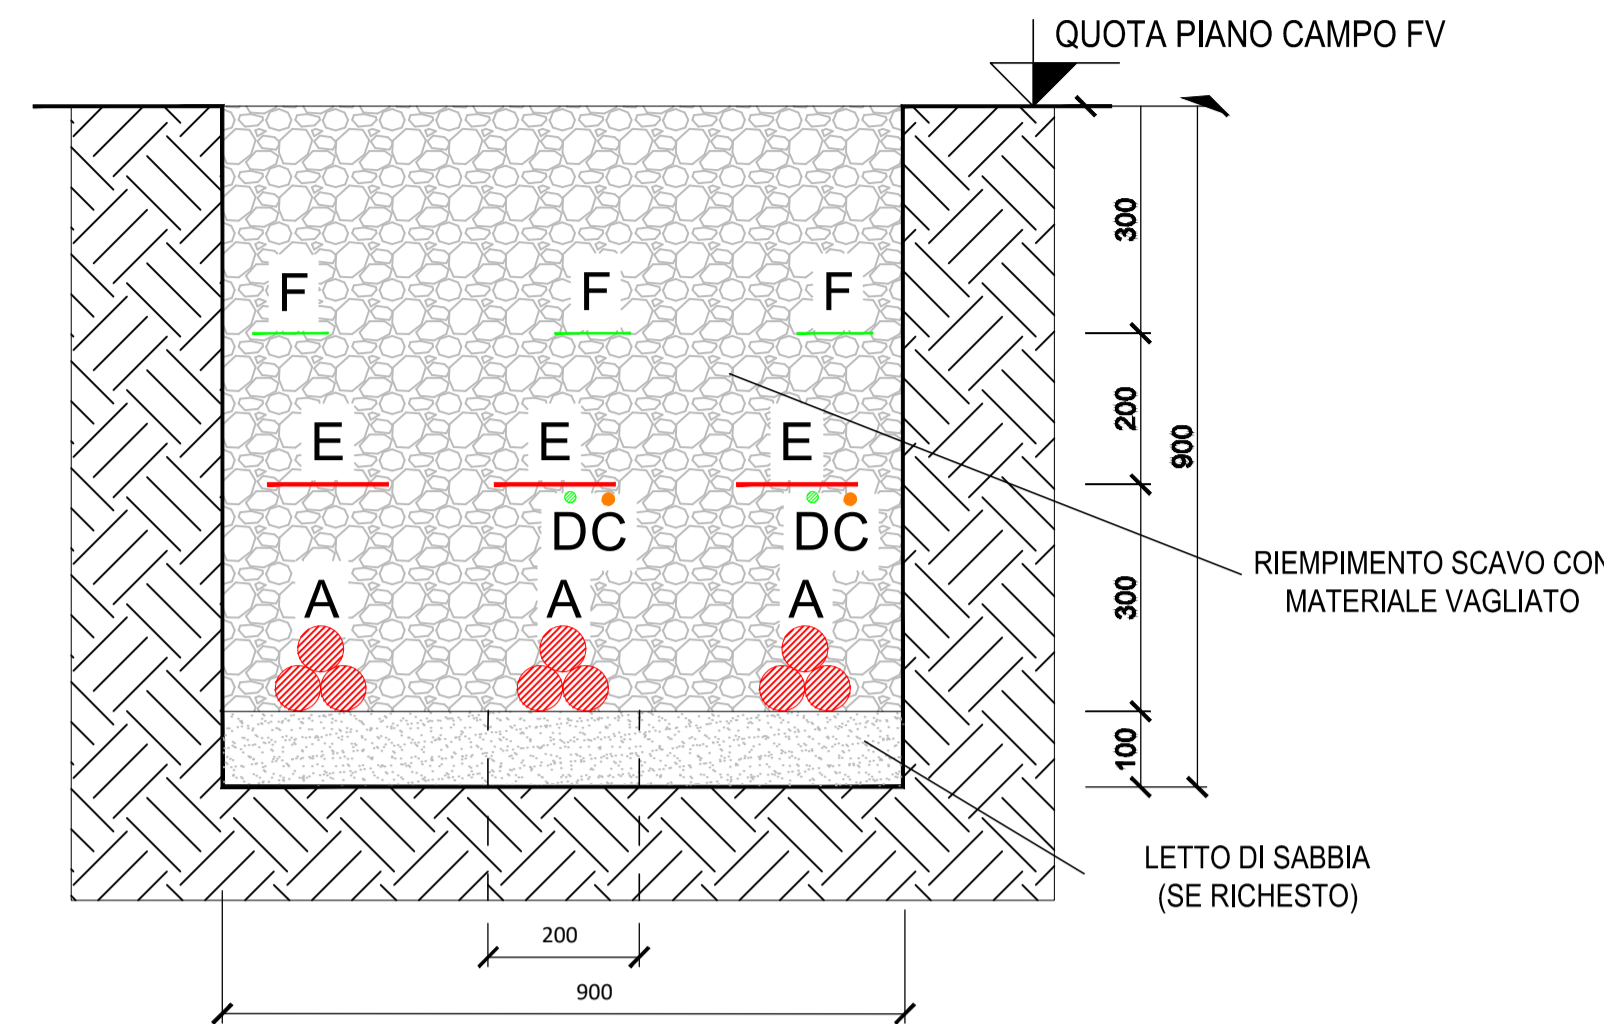 QUOTA PIANO CAMPO FV
300
F F F
200
900
E E E
DC DC
RIEMPIMENTO SCAVO CON
MATERIALE VAGLIATO
300
A A A
100
LETTO DI SABBIA
(SE RICHESTO)
200
900